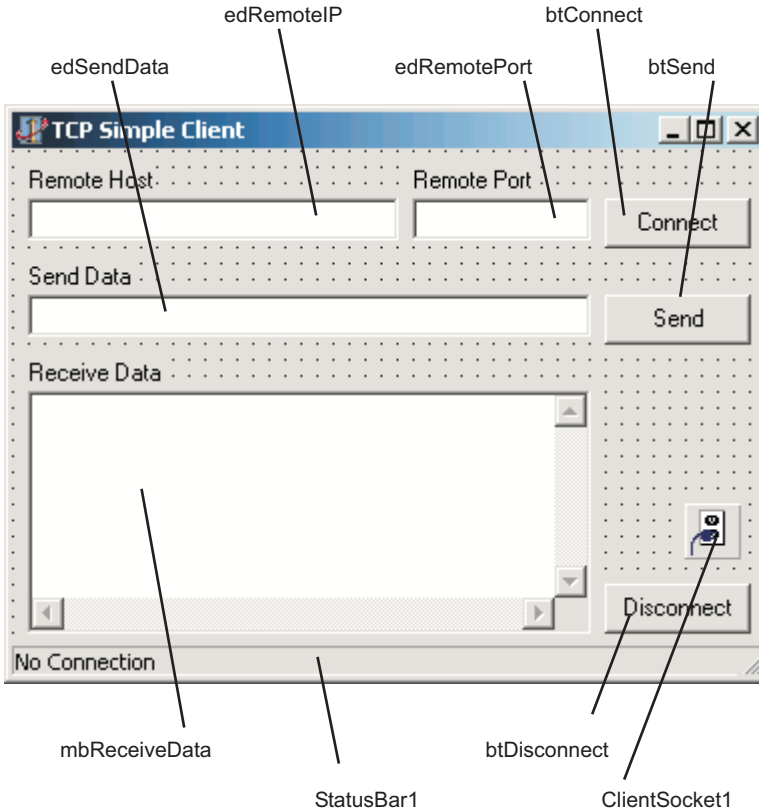 edRemoteIP btConnect
edSendData edRemotePort btSend
TCP Simple Client
Remote Host Remote Port
Connect
Send Data
Send
Receive Data
Disconnect
No Connection
mbReceiveData btDisconnect
StatusBar1 ClientSocket1